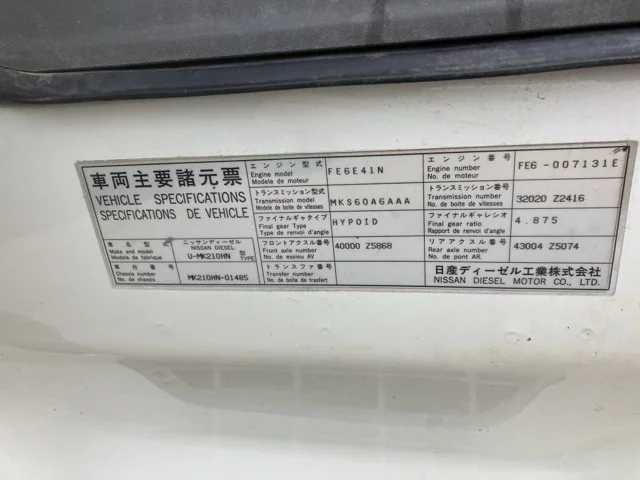 車両主要諸元票
VEHICLE SPECIFICATIONS
SPECIFICATIONS DE VEHICLE
車名型
Make and model
Modele de fabrique
ニッサンディーゼル
NISSAN DIESEL
U-MK210HN 型
TYPE
車台番号
Chassis number
No. de chassis
MK210HN-01485
エンジン型式
Engine model
Modele de moteur
FE6E41N
トランスミッション型式
Transmission model
Modele de boite de vitesses
MKS60A6AAA
ファイナルギヤタイプ
Final gear Type
Type de renvoi d'angle
HYPOID
フロントアクスル番号
Front axle number
No. de essieu AV
40000 Z5868
トランスファ番号
Transfer number
No. de boite de trasfert
エンジン番号
Engine number
No. de moteur
FE6-007131E
トランスミッション番号
Transmission number
No. de boite de vitesses
32020 Z2416
ファイナルギャレシオ
Final gear ratio
Rapport de renvoi d'angle
4.875
リアアクスル番号
Rear axle number
No. de pont AR.
43004 Z5074
日産ディーゼル工業株式会社
NISSAN DIESEL MOTOR CO., LTD.